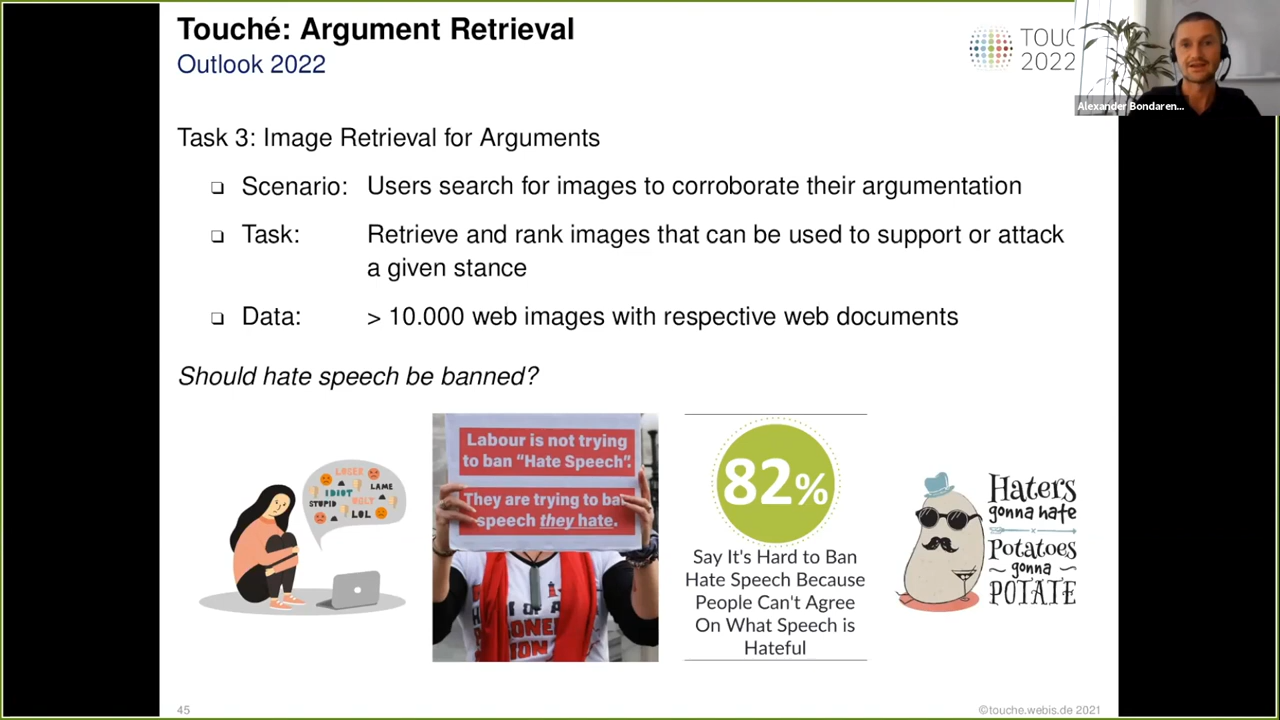 Touché: Argument Retrieval
Outlook 2022
TOUC
2022
Alexander Bondaren...
Task 3: Image Retrieval for Arguments
Scenario: Users search for images to corroborate their argumentation
Task: Retrieve and rank images that can be used to support or attack
a given stance
Data: > 10.000 web images with respective web documents
Should hate speech be banned?
LOSER
LAME
IDIOT
UGLY
STUPID
LOL
Labour is not trying
to ban “Hate Speech”.
They are trying to ba
speech they hate.
82%
Say It's Hard to Ban
Hate Speech Because
People Can't Agree
On What Speech is
Hateful
Haters
gonna hate
Potatoes
gonna
POTATE
45
©touche.webis.de 2021